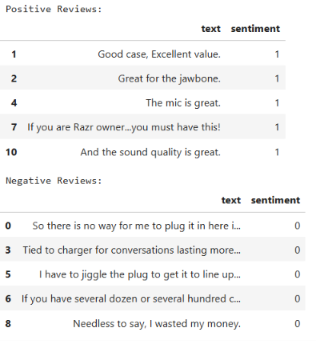 Positive Reviews:
text sentiment
1 Good case, Excellent value. 1
2 Great for the jawbone. 1
4 The mic is great. 1
7 If you are Razr owner...you must have this! 1
10 And the sound quality is great. 1
Negative Reviews:
text sentiment
0 So there is no way for me to plug it in here i... 0
3 Tied to charger for conversations lasting more... 0
5 I have to jiggle the plug to get it to line up... 0
6 If you have several dozen or several hundred c... 0
8 Needless to say, I wasted my money. 0